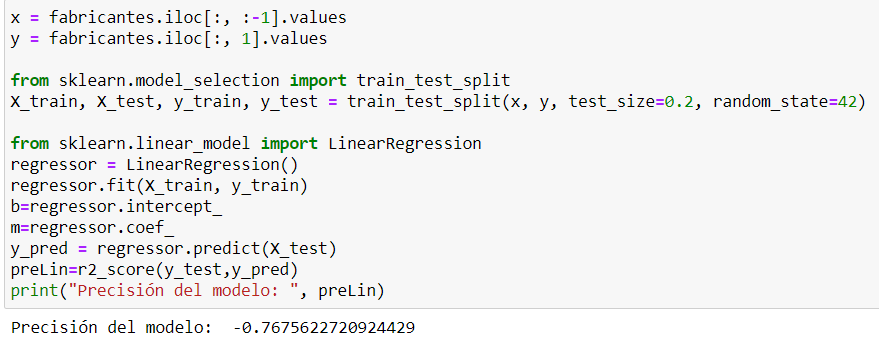 x = fabricantes.iloc[:, :-1].values
y = fabricantes.iloc[:, 1].values
from sklearn.model_selection import train_test_split
X_train, X_test, y_train, y_test = train_test_split(x, y, test_size=0.2, random_state=42)
from sklearn.linear_model import LinearRegression
regressor = LinearRegression()
regressor.fit(X_train, y_train)
b=regressor.intercept_
m=regressor.coef_
y_pred = regressor.predict(X_test)
preLin=r2_score(y_test,y_pred)
print("Precisión del modelo: ", preLin)
Precisión del modelo:  -0.7675622720924429